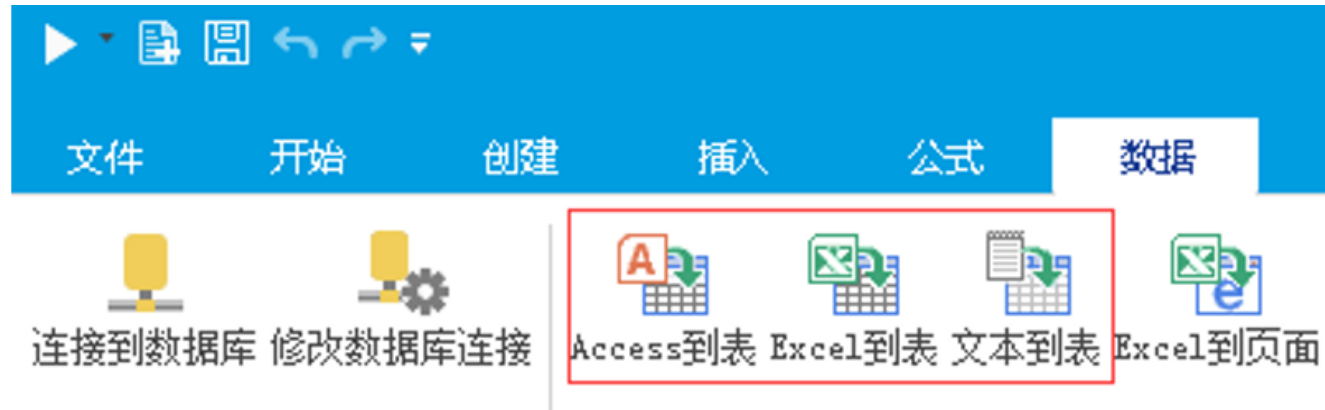 文件 开始 创建 插入 公式 数据
连接到数据库 修改数据库连接 Access到表 Excel到表 文本到表 Excel到页面